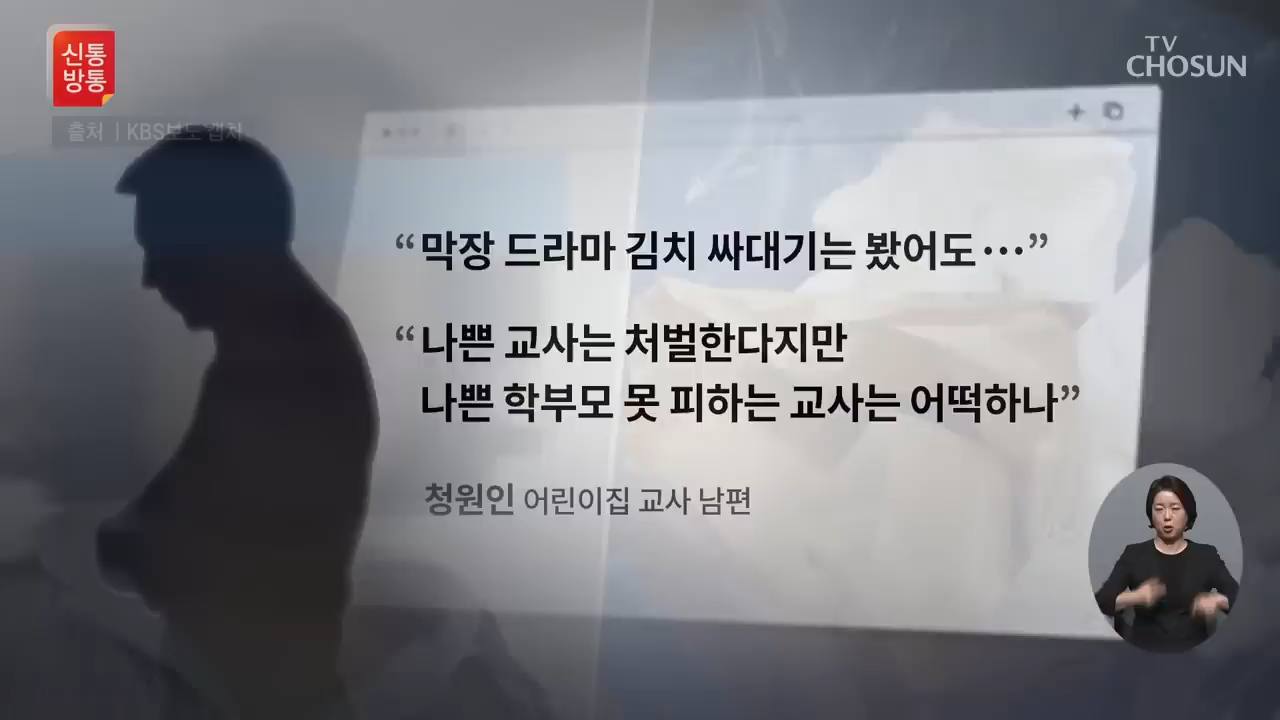 신통
방통
TV
CHOSUN
출처 | KBS보도 캡처
“막장 드라마 김치 싸대기는 봤어도…”
“나쁜 교사는 처벌한다지만
나쁜 학부모 못 피하는 교사는 어떡하나”
청원인 어린이집 교사 남편